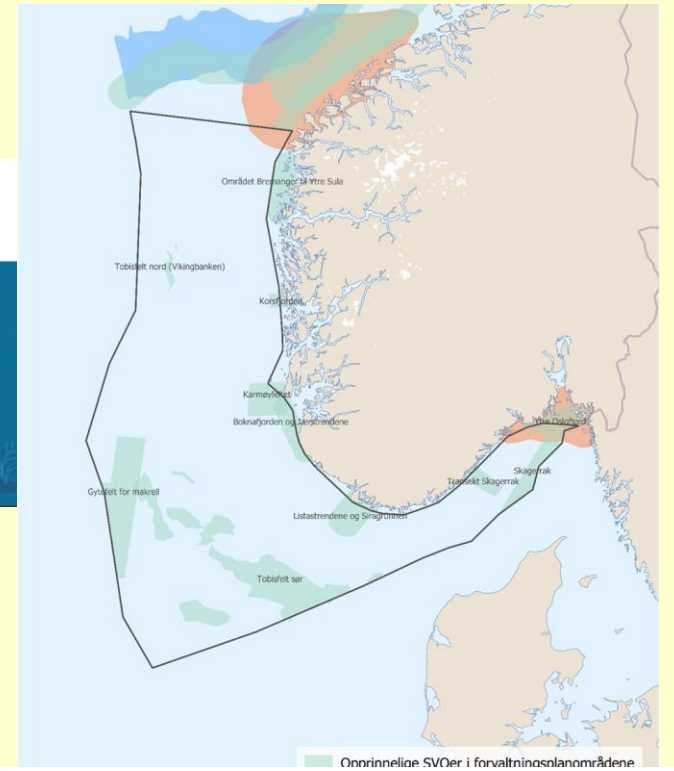 Området Bremanger til Ytre Sula
Tobisfelt nord (Vikingbanken)
Korsfjorden
Karmøyfeltet
Boknafjorden og Jærstrendene
Ytre Oslofjord
Skagerrak
Transekt Skagerrak
Gytefelt for makrell
Listastrendene og Siragrunnen
Tobisfelt sør
Opprinnelige SVOer i forvaltningsplanområdene